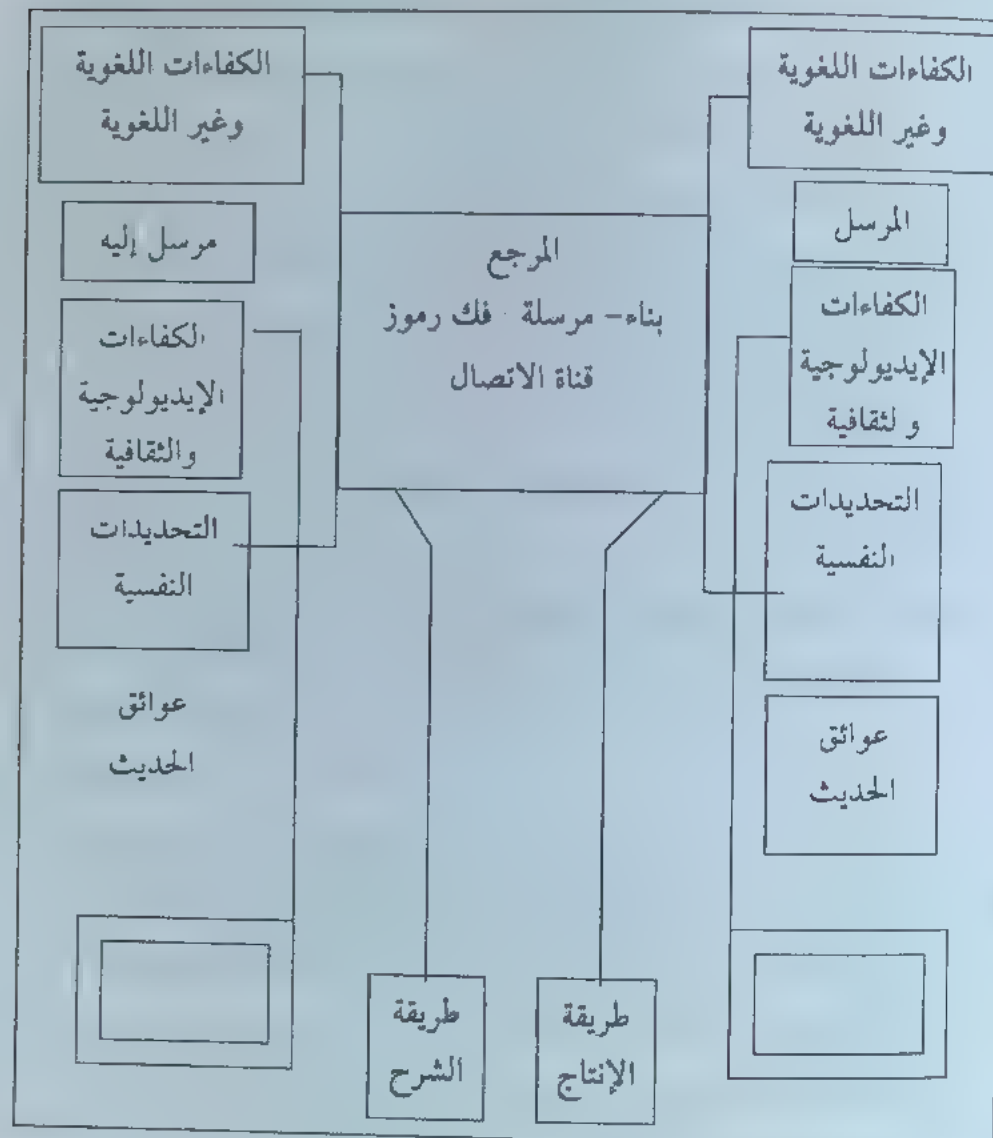 الكفاءات اللغوية
وغير اللغوية
المرسل
الكفاءات
الإيديولوجية
و لثقافية
التحديدات
النفسية
عوائق
الحديث
المرجع
بناء- مرسلة فك رموز
قناة الاتصال
طريقة
الإنتاج
طريقة
الشرح
الكفاءات اللغوية
وغير اللغوية
مرسل إليه
الكفاءات
الإيديولوجية
والثقافية
التحديدات
النفسية
عوائق
الحديث